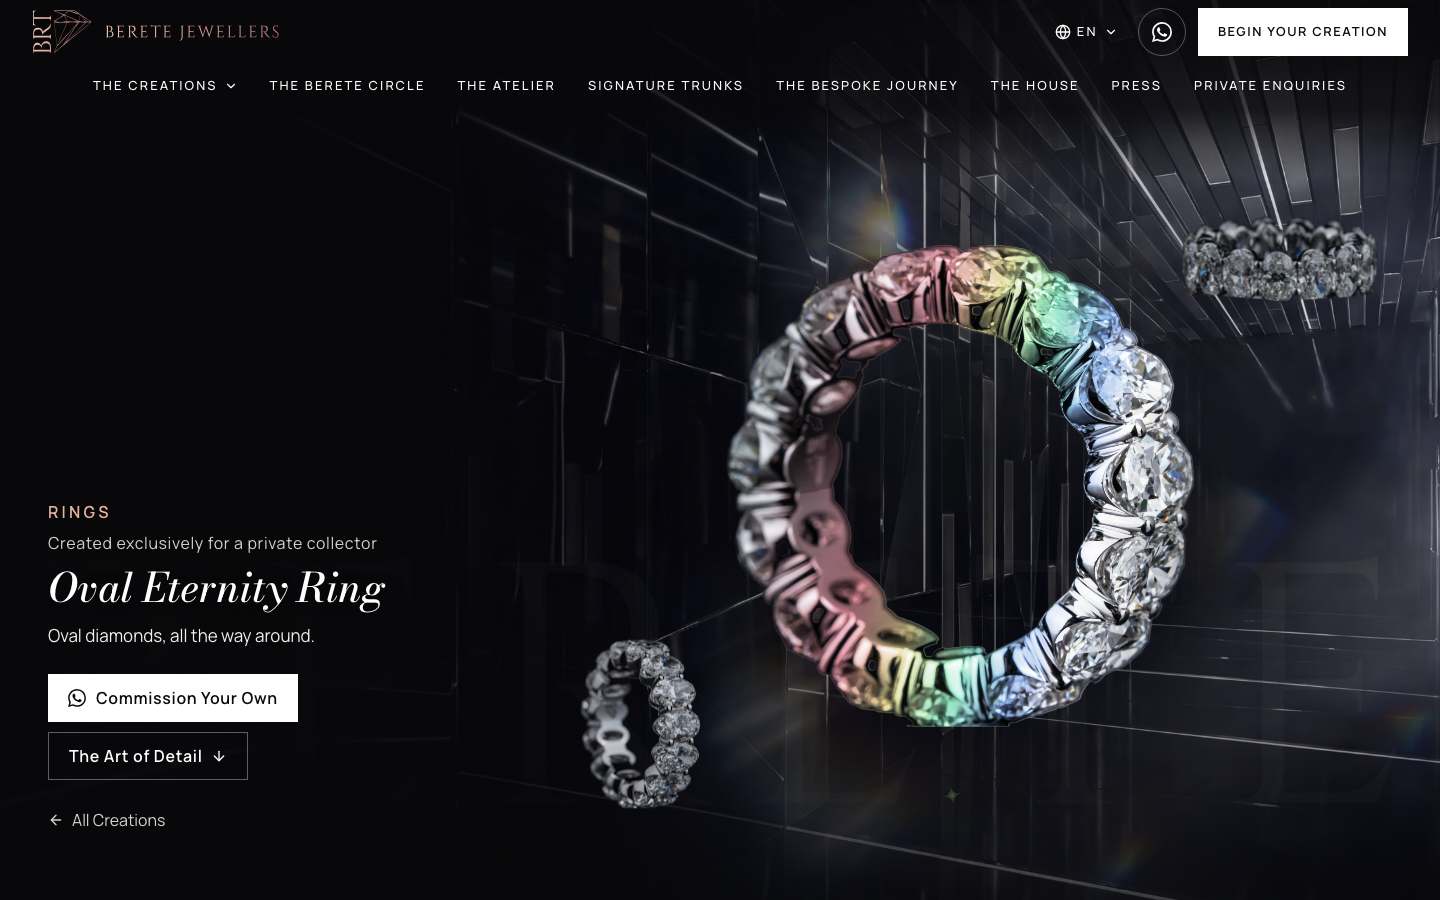 BRT BERETE JEWELLERS
EN
BEGIN YOUR CREATION
THE CREATIONS THE BERETE CIRCLE THE ATELIER SIGNATURE TRUNKS THE BESPOKE JOURNEY THE HOUSE PRESS PRIVATE ENQUIRIES
RINGS
Created exclusively for a private collector
Oval Eternity Ring
Oval diamonds, all the way around.
Commission Your Own
The Art of Detail ↓
← All Creations